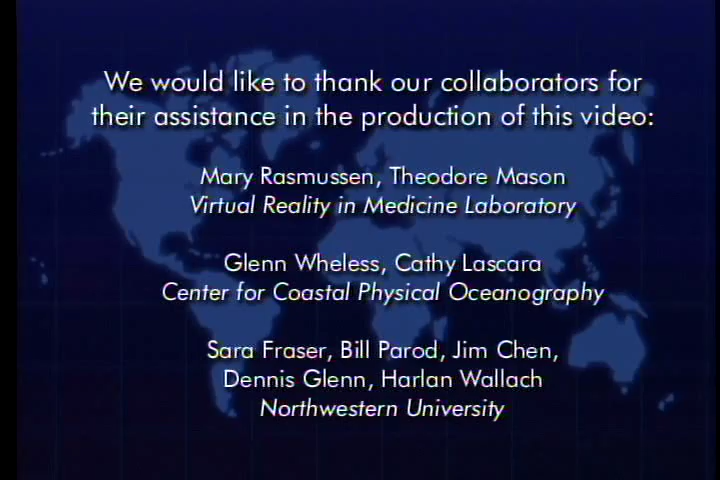 We would like to thank our collaborators for
their assistance in the production of this video:
Mary Rasmussen, Theodore Mason
Virtual Reality in Medicine Laboratory
Glenn Wheless, Cathy Lascara
Center for Coastal Physical Oceanography
Sara Fraser, Bill Parod, Jim Chen,
Dennis Glenn, Harlan Wallach
Northwestern University